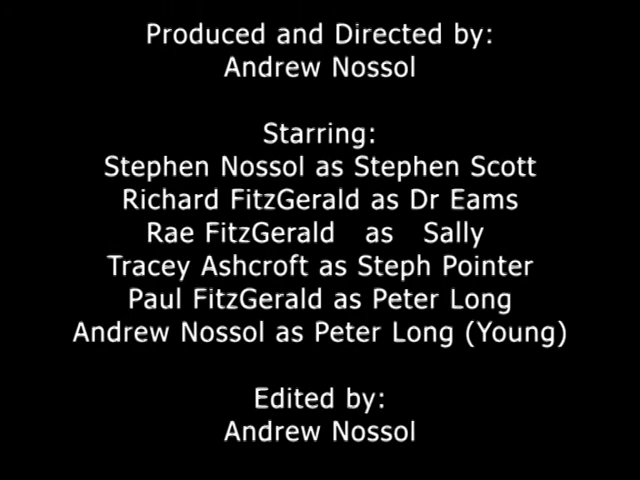 Produced and Directed by:
Andrew Nossol
Starring:
Stephen Nossol as Stephen Scott
Richard FitzGerald as Dr Eams
Rae FitzGerald as Sally
Tracey Ashcroft as Steph Pointer
Paul FitzGerald as Peter Long
Andrew Nossol as Peter Long (Young)
Edited by:
Andrew Nossol